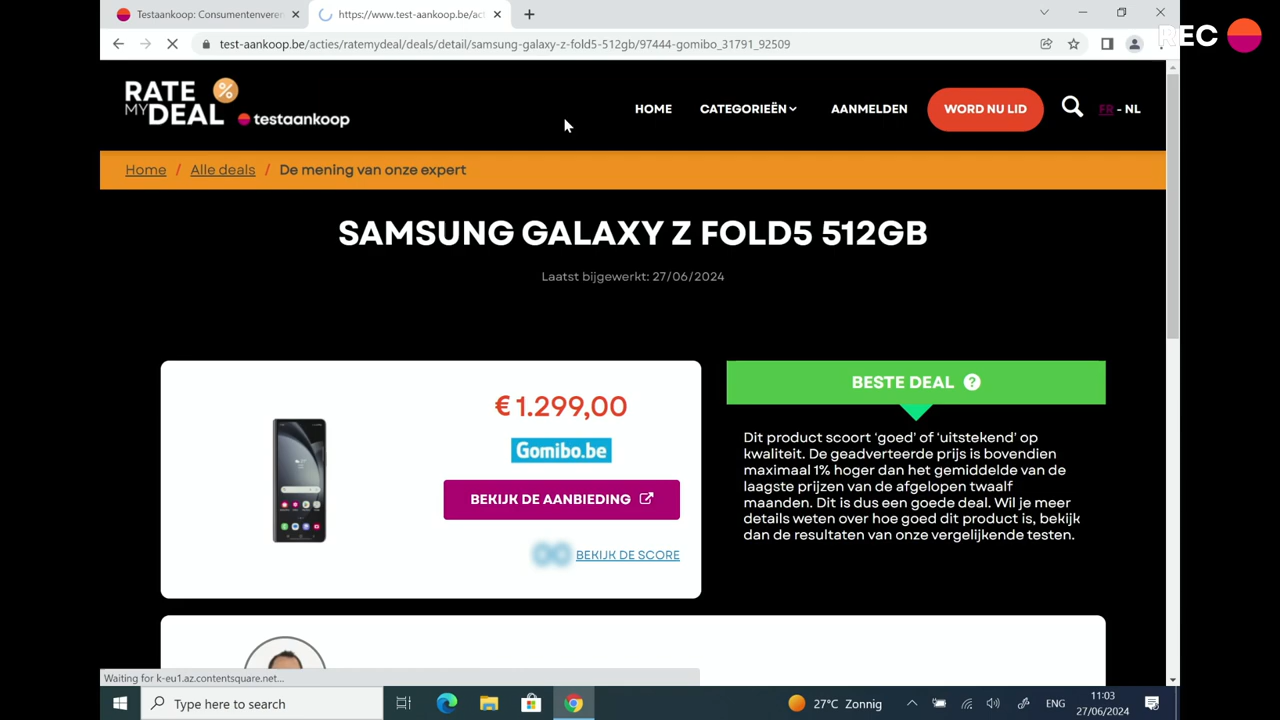 Testaankoop: Consumentenveren
https://www.test-aankoop.be/act
test-aankoop.be/acties/ratemydeal/deals/detail/samsung-galaxy-z-fold5-512gb/97444-gomibo_31791_92509
REC
RATE MY DEAL %
testaankoop
HOME
CATEGORIEËN
AANMELDEN
WORD NU LID
FR - NL
Home / Alle deals / De mening van onze expert
SAMSUNG GALAXY Z FOLD5 512GB
Laatst bijgewerkt: 27/06/2024
€ 1.299,00
Gomibo.be
BEKIJK DE AANBIEDING
BEKIJK DE SCORE
BESTE DEAL ?
Dit product scoort ‘goed’ of ‘uitstekend’ op
kwaliteit. De geadverteerde prijs is bovendien
maximaal 1% hoger dan het gemiddelde van de
laagste prijzen van de afgelopen twaalf
maanden. Dit is dus een goede deal. Wil je meer
details weten over hoe goed dit product is, bekijk
dan de resultaten van onze vergelijkende testen.
Waiting for k-eu1.az.contentsquare.net...
Type here to search
27°C Zonnig
ENG
11:03
27/06/2024